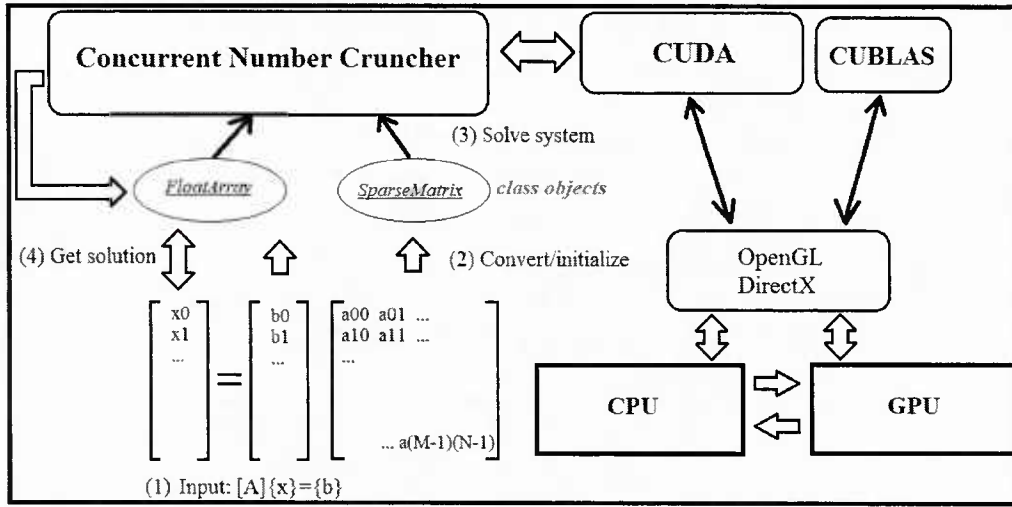 Concurrent Number Cruncher
CUDA
CUBLAS
(3) Solve system
FloatArray
SparseMatrix
class objects
(4) Get solution
(2) Convert/initialize
OpenGL
DirectX
x0
x1
...
=
b0
b1
...
a00 a01 ...
a10 a11 ...
...
... a(M-1)(N-1)
CPU
GPU
(1) Input: [A]{x}={b}